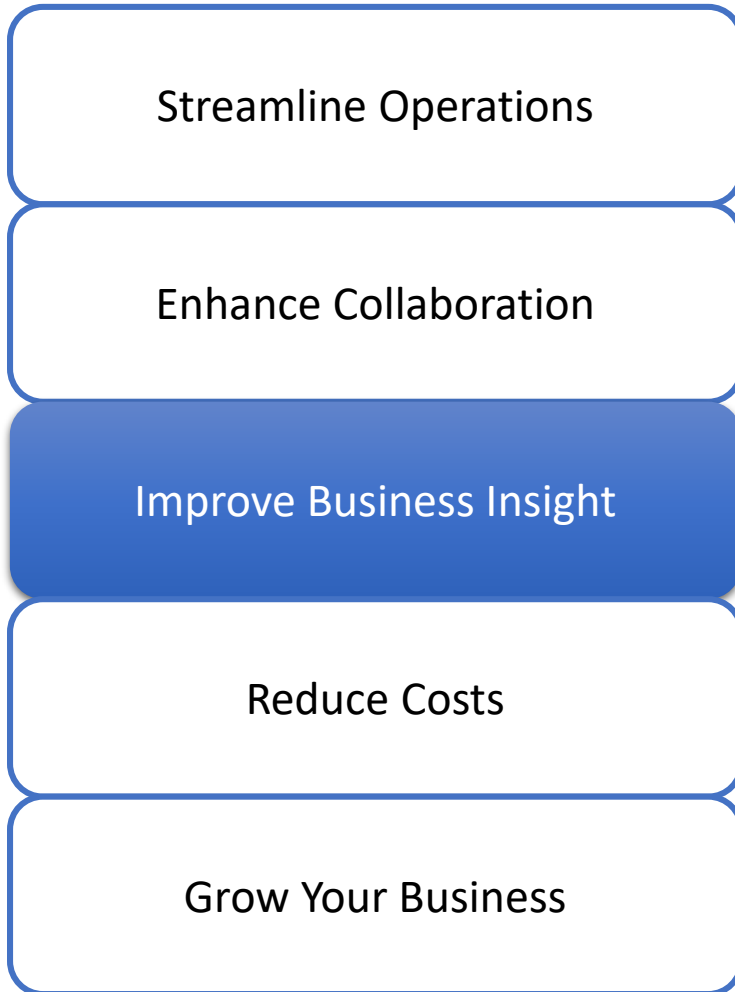 Streamline Operations
Enhance Collaboration
Improve Business Insight
Reduce Costs
Grow Your Business